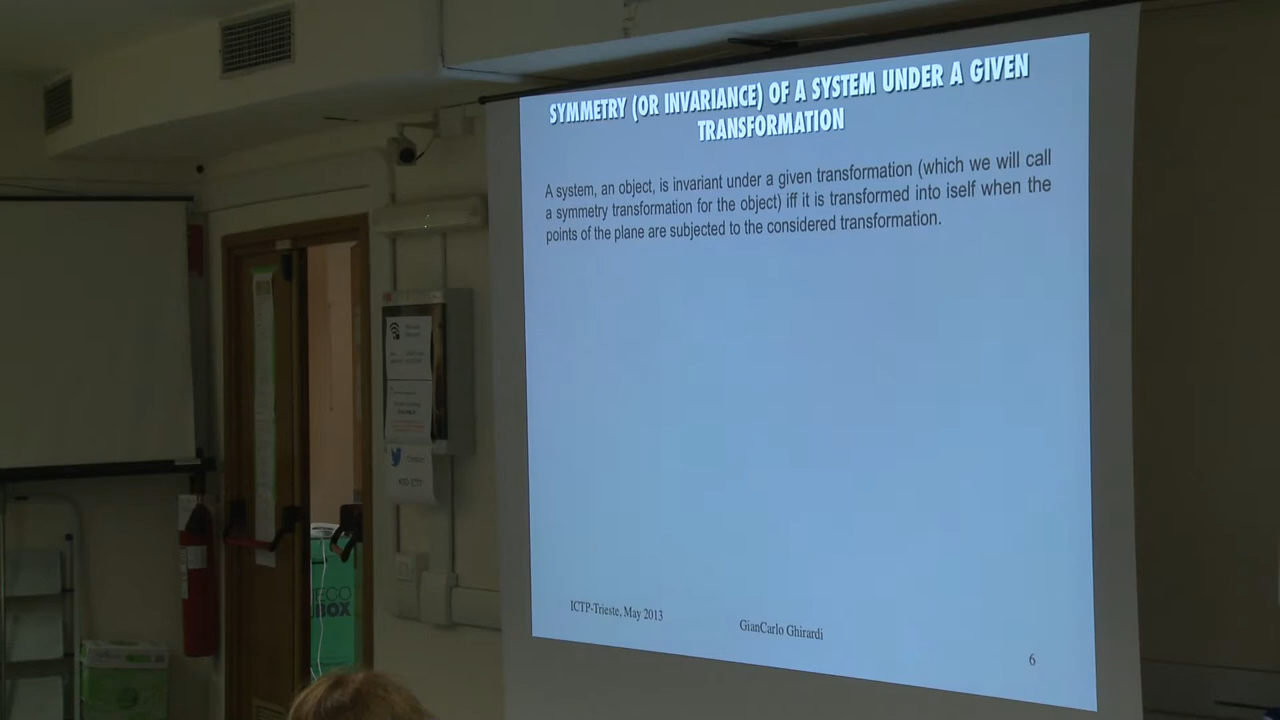 SYMMETRY (OR INVARIANCE) OF A SYSTEM UNDER A GIVEN
TRANSFORMATION
A system, an object, is invariant under a given transformation (which we will call
a symmetry transformation for the object) iff it is transformed into iself when the
points of the plane are subjected to the considered transformation.
ICTP-Trieste, May 2013
GianCarlo Ghirardi
6
ECO
BOX